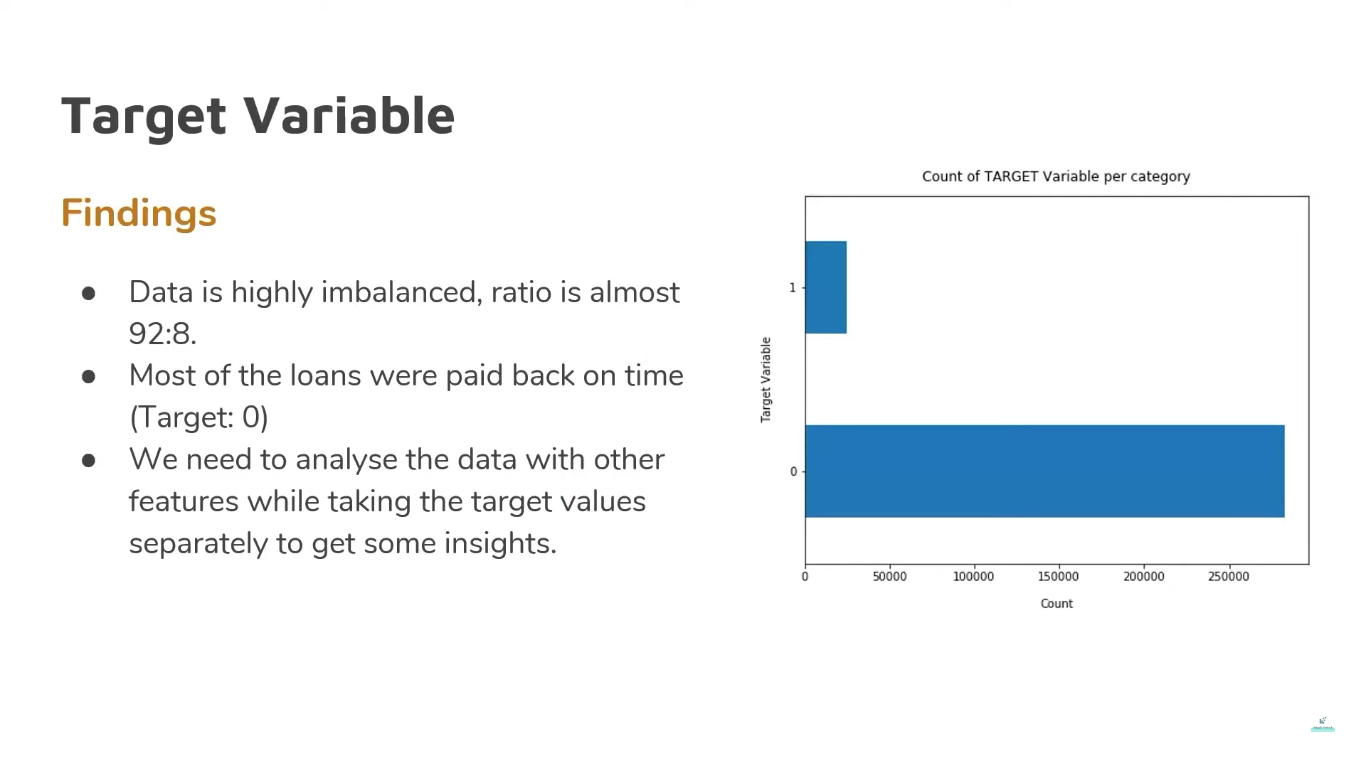 Target Variable
Findings
● Data is highly imbalanced, ratio is almost
92:8.
● Most of the loans were paid back on time
(Target: 0)
● We need to analyse the data with other
features while taking the target values
separately to get some insights.
Count of TARGET Variable per category
Target Variable
1
0
0 50000 100000 150000 200000 250000
Count